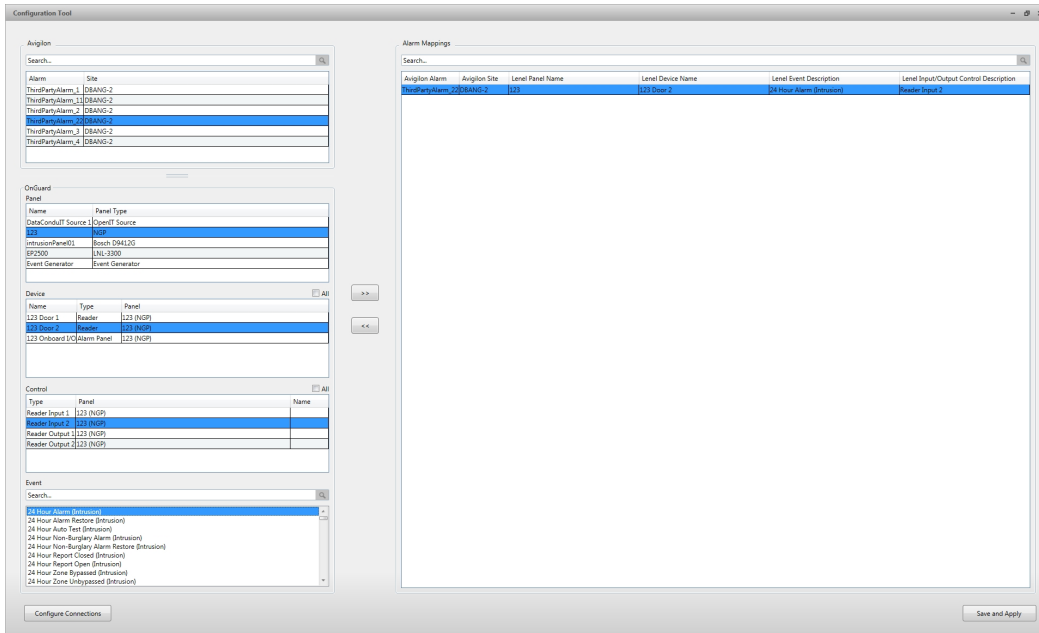 Configuration Tool
Avigilon
Search...
Alarm Site
ThirdPartyAlarm_1 DBANG-2
ThirdPartyAlarm_11 DBANG-2
ThirdPartyAlarm_2 DBANG-2
ThirdPartyAlarm_22 DBANG-2
ThirdPartyAlarm_3 DBANG-2
ThirdPartyAlarm_4 DBANG-2
OnGuard
Panel
Name Panel Type
DataConduIT Source 1 OpenIT Source
123 NGP
intrusionPanel01 Bosch D9412G
EP2500 LNL-3300
Event Generator Event Generator
Device All
Name Type Panel
123 Door 1 Reader 123 (NGP)
123 Door 2 Reader 123 (NGP)
123 Onboard I/O Alarm Panel 123 (NGP)
Control All
Type Panel Name
Reader Input 1 123 (NGP)
Reader Input 2 123 (NGP)
Reader Output 1 123 (NGP)
Reader Output 2 123 (NGP)
Event
Search...
24 Hour Alarm (Intrusion)
24 Hour Alarm Restore (Intrusion)
24 Hour Auto Test (Intrusion)
24 Hour Non-Burglary Alarm (Intrusion)
24 Hour Non-Burglary Alarm Restore (Intrusion)
24 Hour Report Closed (Intrusion)
24 Hour Report Open (Intrusion)
24 Hour Zone Bypassed (Intrusion)
24 Hour Zone Unbypassed (Intrusion)
Configure Connections
>>
<<
Alarm Mappings
Search...
Avigilon Alarm Avigilon Site Lenel Panel Name Lenel Device Name Lenel Event Description Lenel Input/Output Control Description
ThirdPartyAlarm_22 DBANG-2 123 123 Door 2 24 Hour Alarm (Intrusion) Reader Input 2
Save and Apply